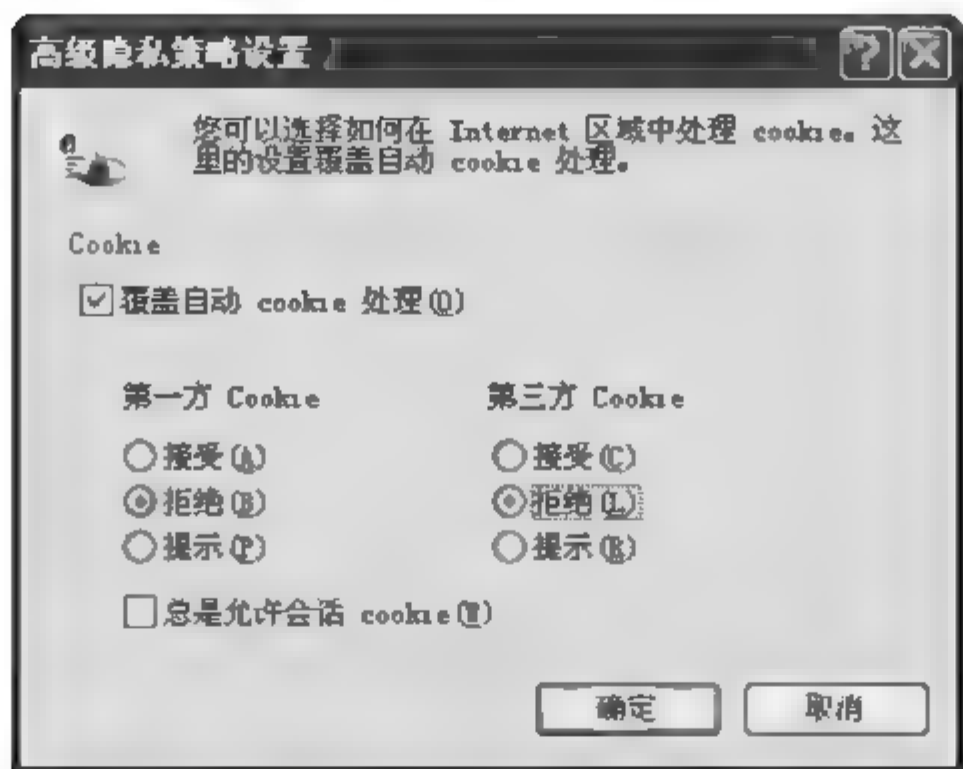 高级隐私策略设置
您可以选择如何在 Internet 区域中处理 cookie。这
里的设置覆盖自动 cookie 处理。
Cookie
覆盖自动 cookie 处理(O)
第一方 Cookie 第三方 Cookie
接受(A) 接受(C)
拒绝(B) 拒绝(L)
提示(P) 提示(R)
总是允许会话 cookie(W)
确定 取消